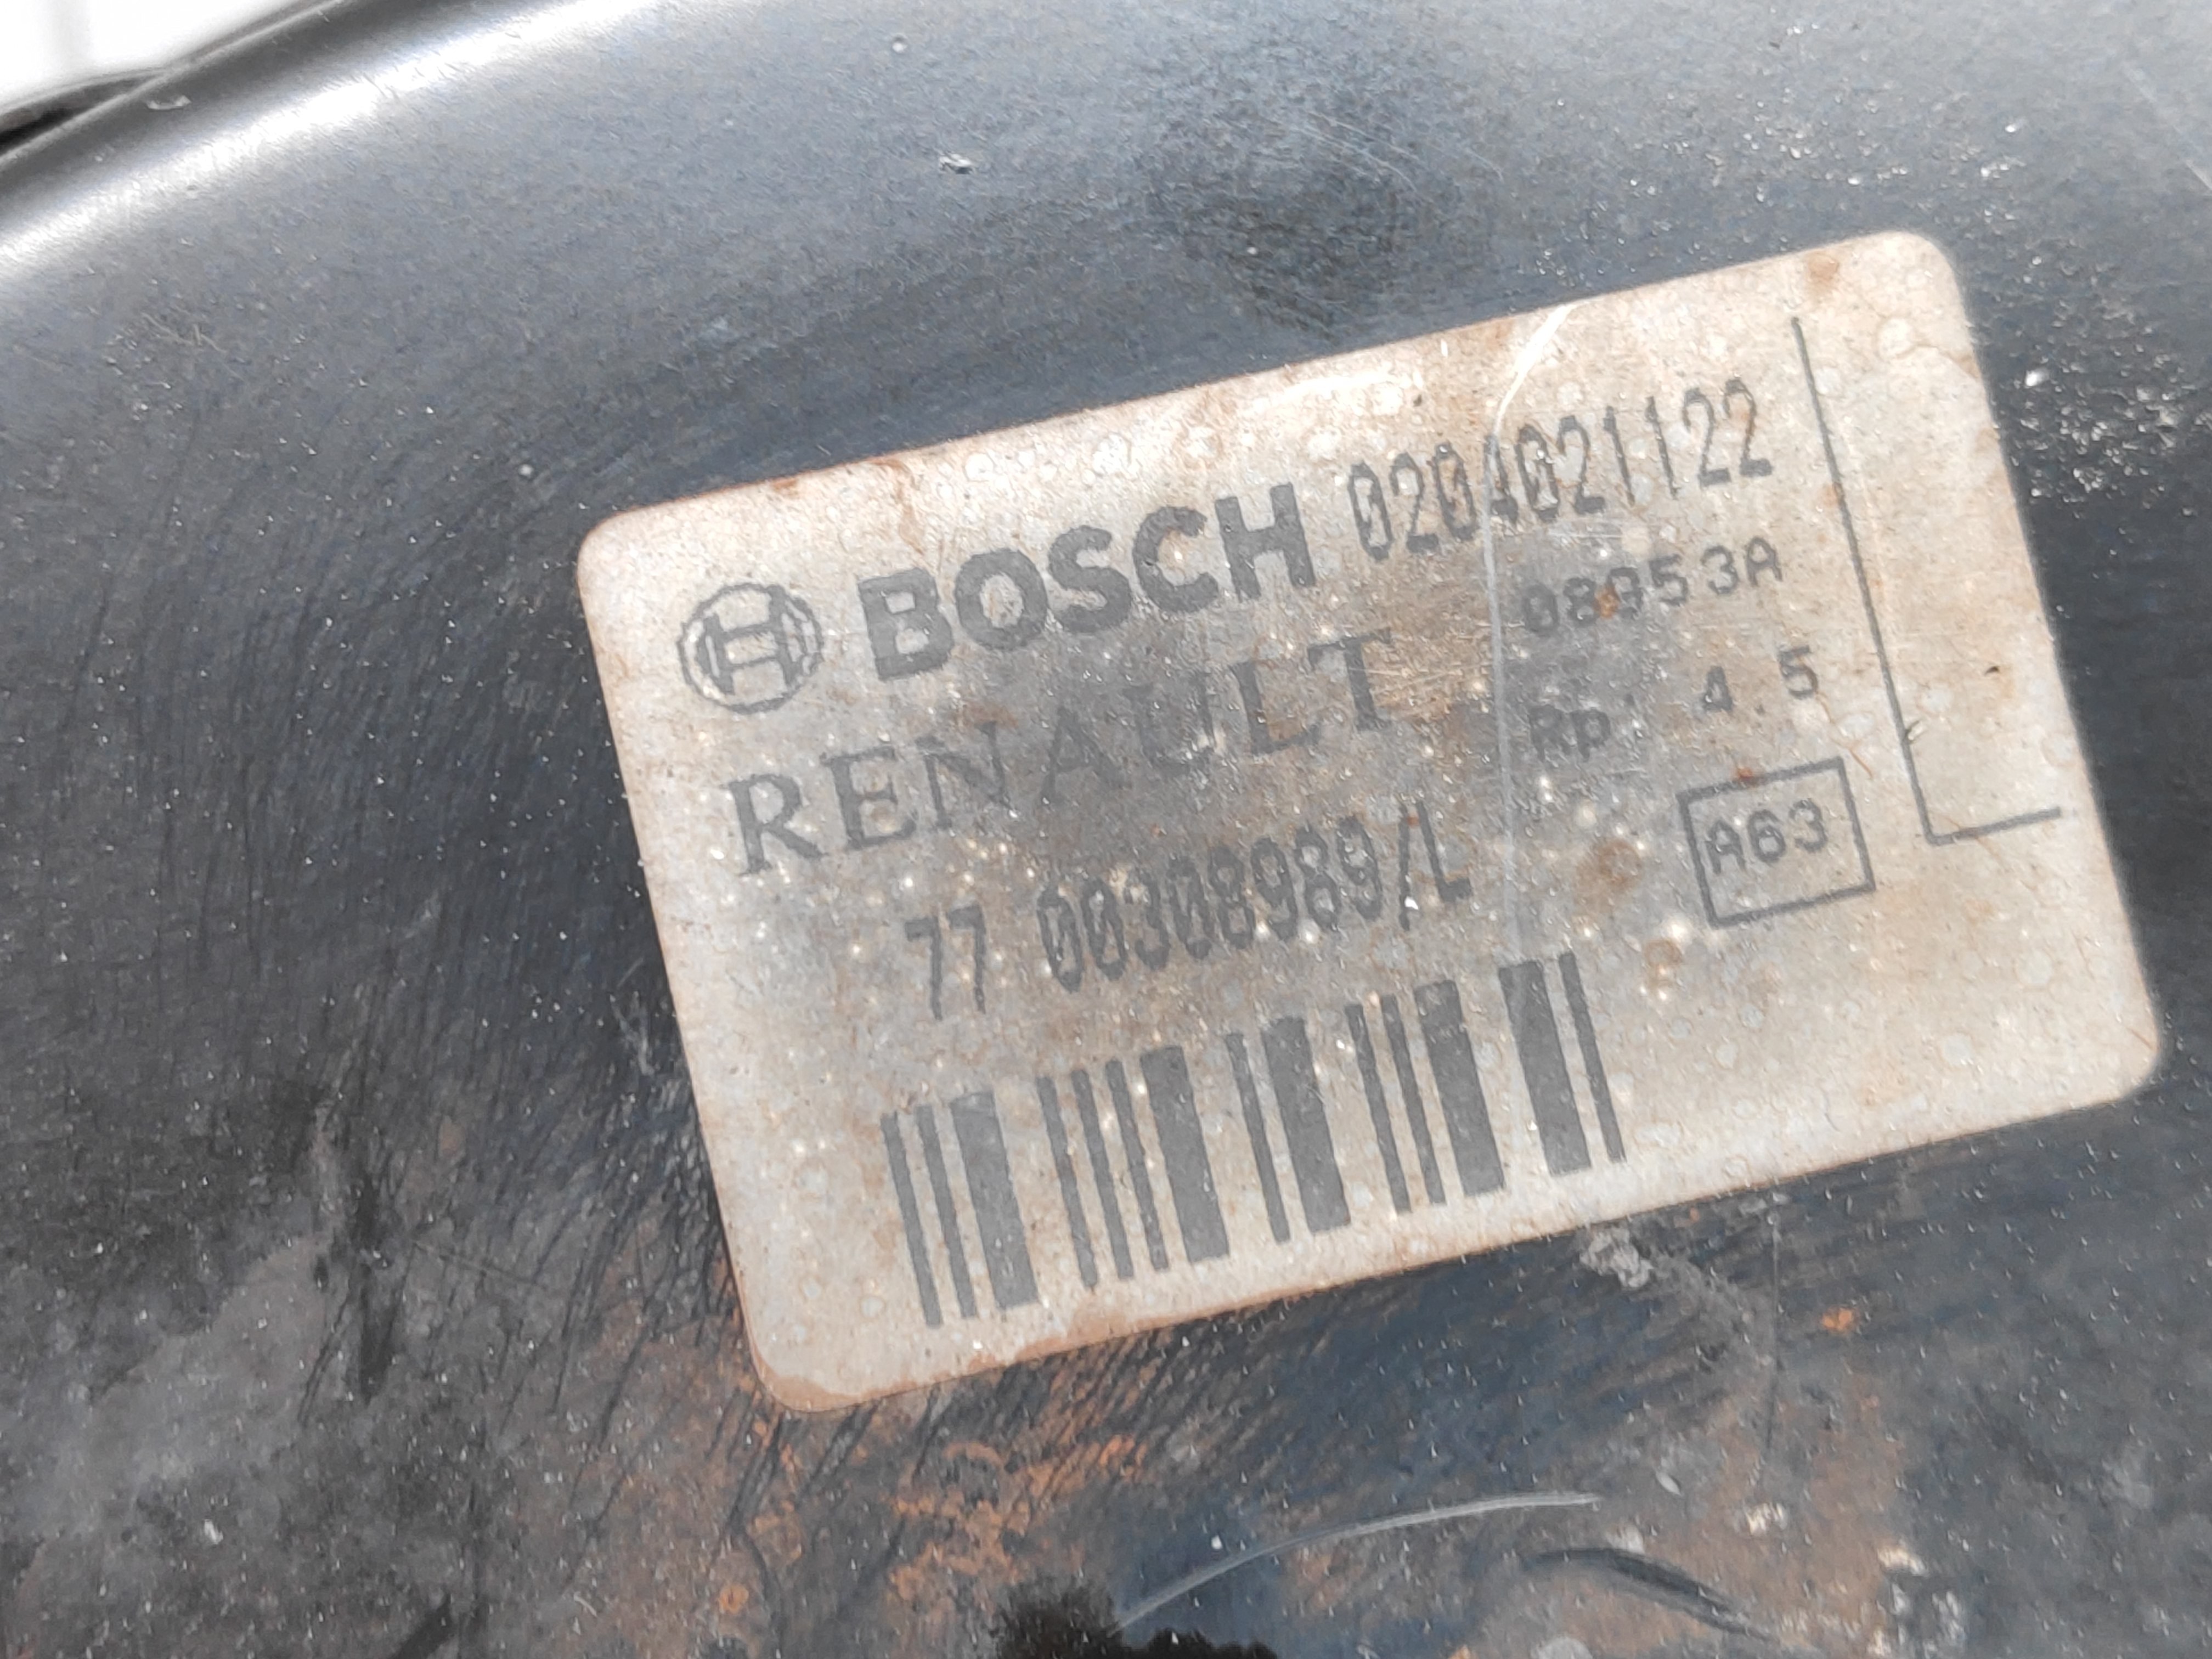 BOSCH 0204021122
08953A
RENAULT
Rp 4.5
77 00308989/L
A63